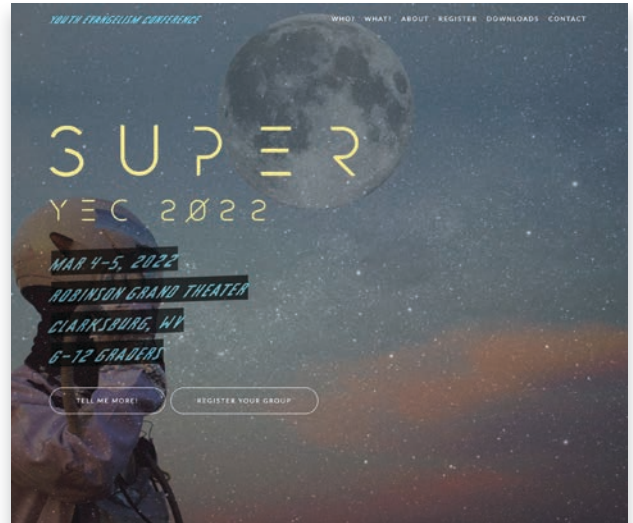 YOUTH EVANGELISM CONFERENCE
WHO? WHAT? ABOUT + REGISTER DOWNLOADS CONTACT
SUPER
YEC 2022
MAR 4-5, 2022
ROBINSON GRAND THEATER
CLARKSBURG, WV
6-12 GRADERS
TELL ME MORE!
REGISTER YOUR GROUP